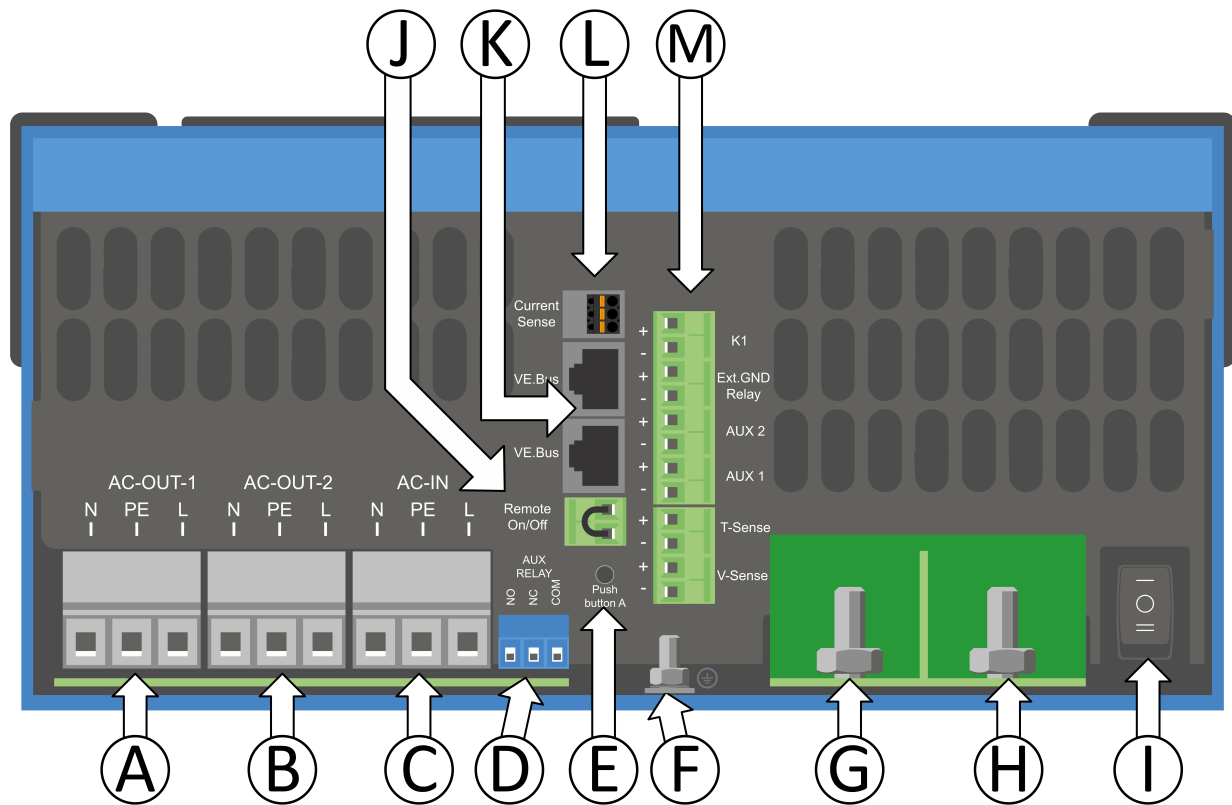 J K L M
Current
Sense
VE.Bus
VE.Bus
Remote
On/Off
AUX
RELAY
NO NC COM
Push
button A
+
-
K1
+
-
Ext.GND
Relay
+
-
AUX 2
+
-
AUX 1
+
-
T-Sense
+
-
V-Sense
AC-OUT-1 AC-OUT-2 AC-IN
N PE L N PE L N PE L
A B C D E F G H I